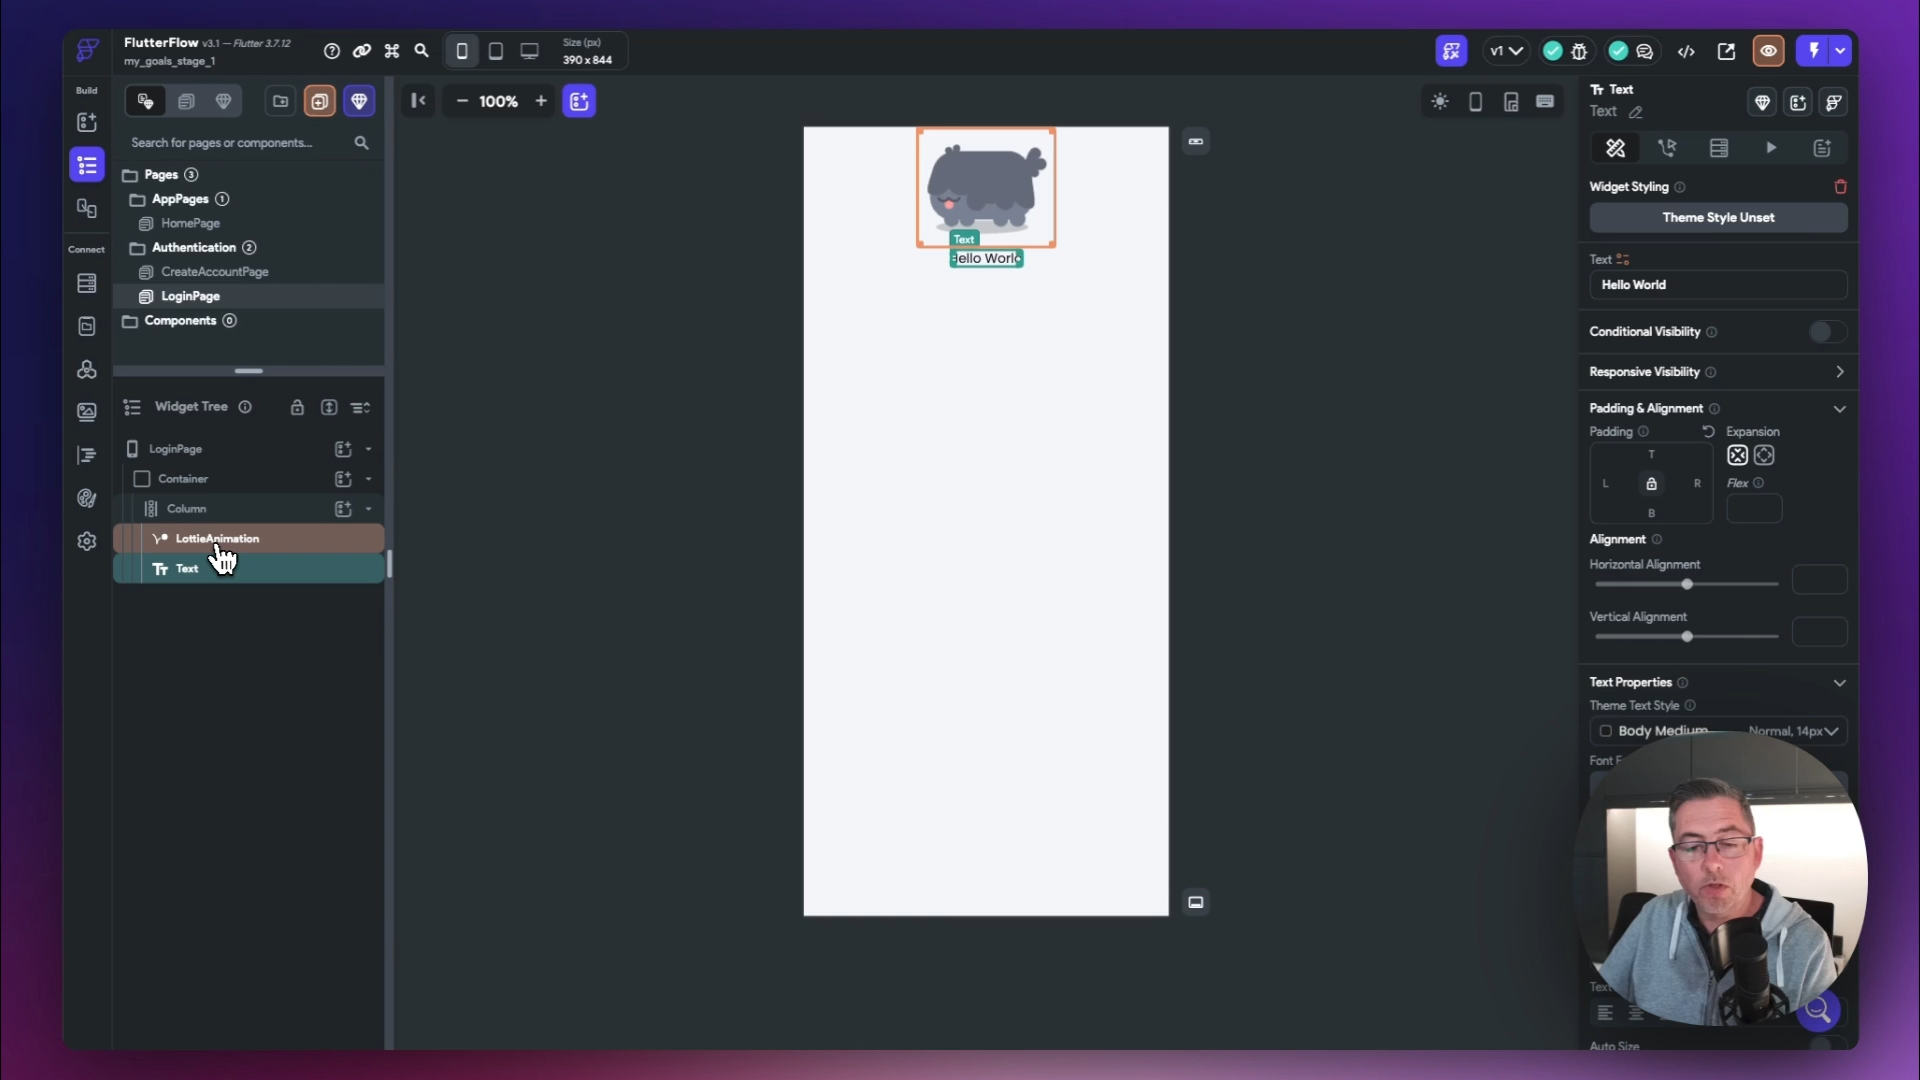 FlutterFlow v3.1 — Flutter 3.7.12
my_goals_stage_1
Size (px)
390 x 844
v1
Build
Connect
100%
Search for pages or components...
Pages 3
AppPages 1
HomePage
Authentication 2
CreateAccountPage
LoginPage
Components 0
Widget Tree
LoginPage
Container
Column
LottieAnimation
Text
Text
Tt Text
Text
Widget Styling
Theme Style Unset
Text
Hello World
Conditional Visibility
Responsive Visibility
Padding & Alignment
Padding
Expansion
T
L
R
B
Flex
Alignment
Horizontal Alignment
Vertical Alignment
Text Properties
Theme Text Style
Body Medium
Normal, 14px
Font
Text
Auto Size